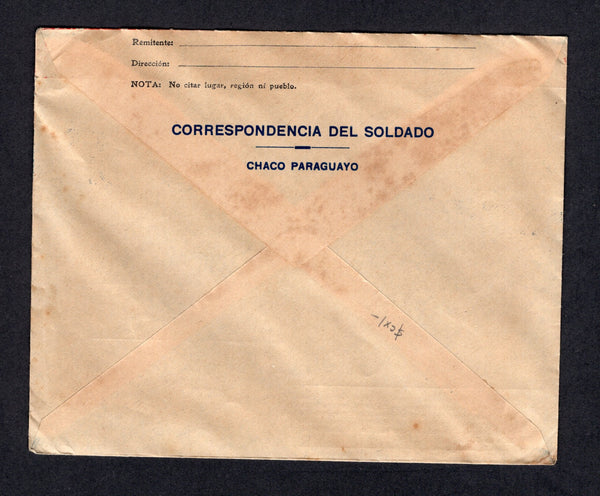 Remitente:
Dirección:
NOTA: No citar lugar, región ni pueblo.
CORRESPONDENCIA DEL SOLDADO
CHACO PARAGUAYO